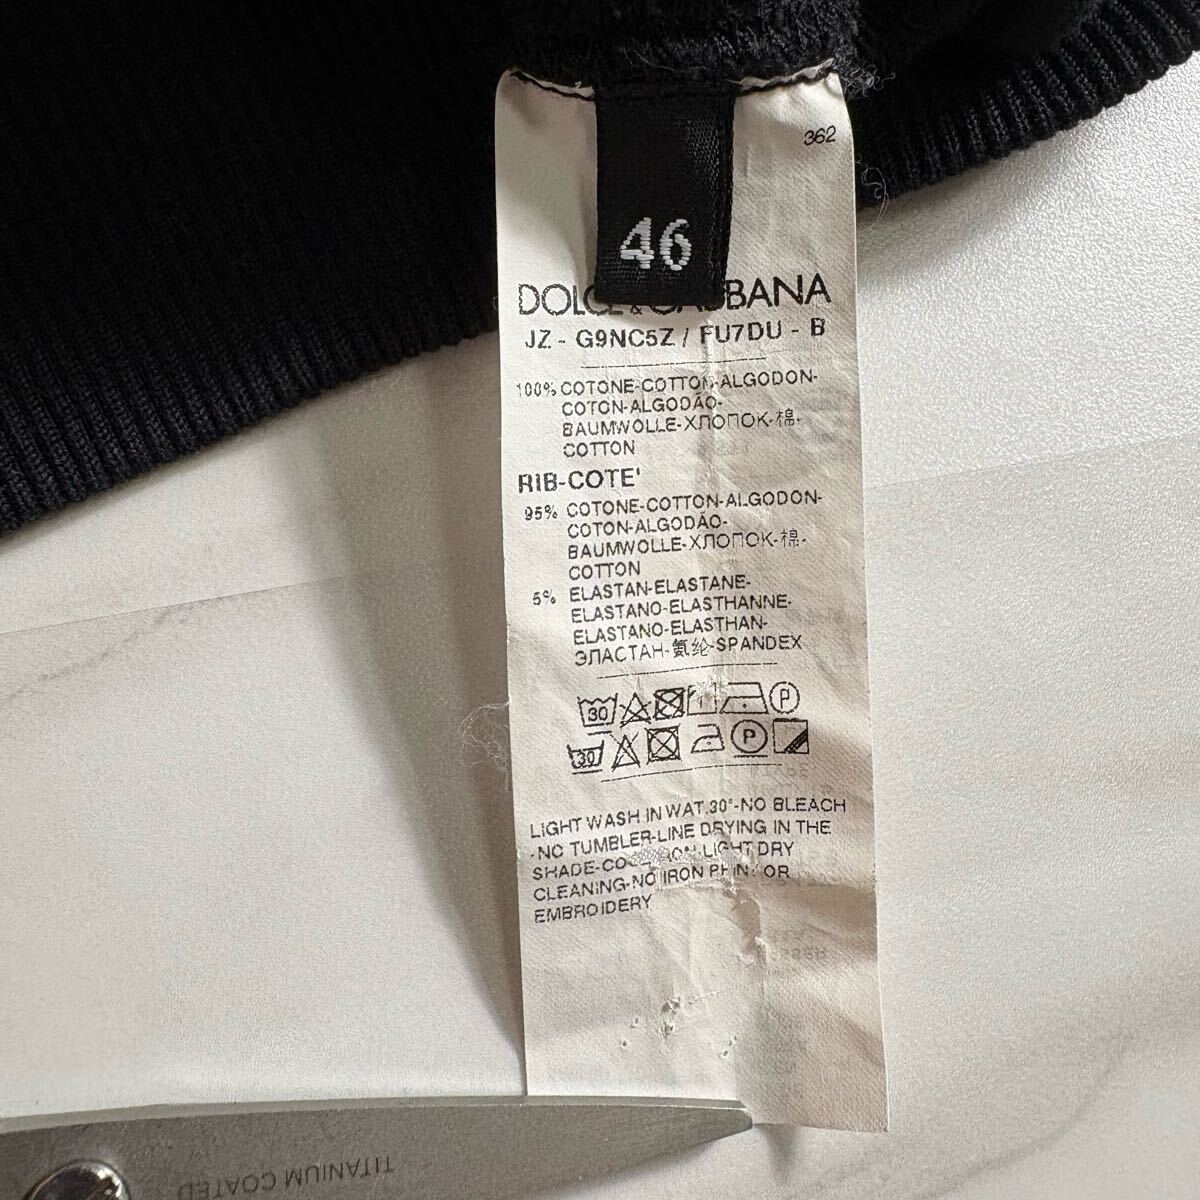 362
46
DOLCE & GABBANA
JZ - G9NC5Z / FU7DU - B
100% COTONE-COTTON-ALGODON-
COTON-ALGODÃO-
BAUMWOLLE-ХЛОПОК-棉-
COTTON
RIB-COTE'
95% COTONE-COTTON-ALGODON-
COTON-ALGODÃO-
BAUMWOLLE-ХЛОПОК-棉-
COTTON
5% ELASTAN-ELASTANE-
ELASTANO-ELASTHANNE-
ELASTANO-ELASTHAN-
ЭЛАСТАН-氨纶-SPANDEX
30 P
30 P
LIGHT WASH IN WAT.30°-NO BLEACH
-NO TUMBLER-LINE DRYING IN THE
SHADE- LIGHT DRY
CLEANING-NO IRON PRINT OR
EMBROIDERY
TITANIUM COATED